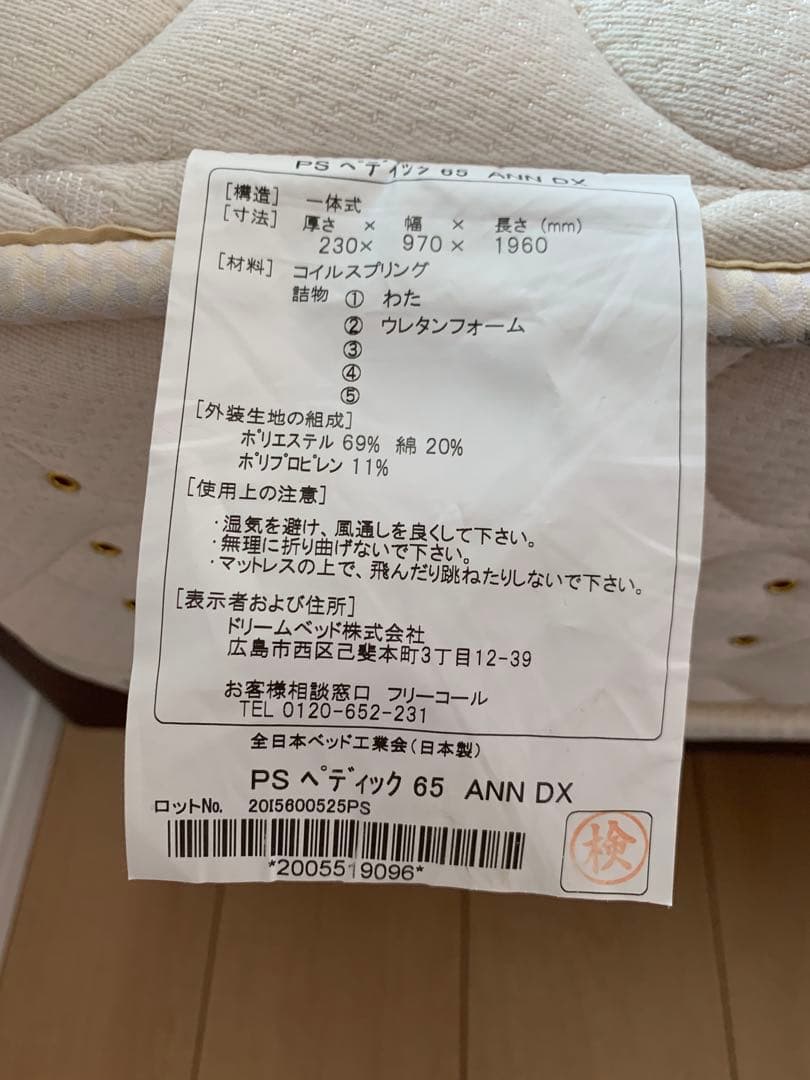 PS ペディック 65 ANN DX
[構造] 一体式
[寸法] 厚さ × 幅 × 長さ (mm)
230× 970× 1960
[材料] コイルスプリング
詰物 ① わた
② ウレタンフォーム
③
④
⑤
[外装生地の組成]
ポリエステル 69% 綿 20%
ポリプロピレン 11%
[使用上の注意]
・湿気を避け、風通しを良くして下さい。
・無理に折り曲げないで下さい。
・マットレスの上で、飛んだり跳ねたりしないで下さい。
[表示者および住所]
ドリームベッド株式会社
広島市西区己斐本町3丁目12-39
お客様相談窓口 フリーコール
TEL 0120-652-231
全日本ベッド工業会(日本製)
PS ペディック 65 ANN DX
ロットNo. 20I5600525PS
*2005519096*
検